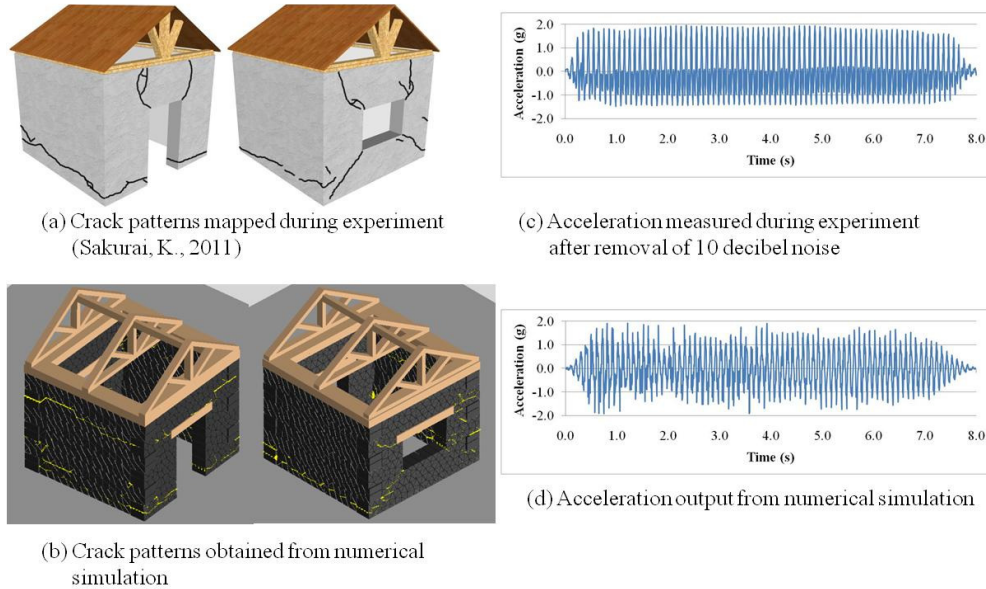 (a) Crack patterns mapped during experiment
(Sakurai, K., 2011)
(b) Crack patterns obtained from numerical
simulation
Acceleration (g)
2.0
1.0
0.0
-1.0
-2.0
0.0 1.0 2.0 3.0 4.0 5.0 6.0 7.0 8.0
Time (s)
(c) Acceleration measured during experiment
after removal of 10 decibel noise
Acceleration (g)
2.0
1.0
0.0
-1.0
-2.0
0.0 1.0 2.0 3.0 4.0 5.0 6.0 7.0 8.0
Time (s)
(d) Acceleration output from numerical simulation